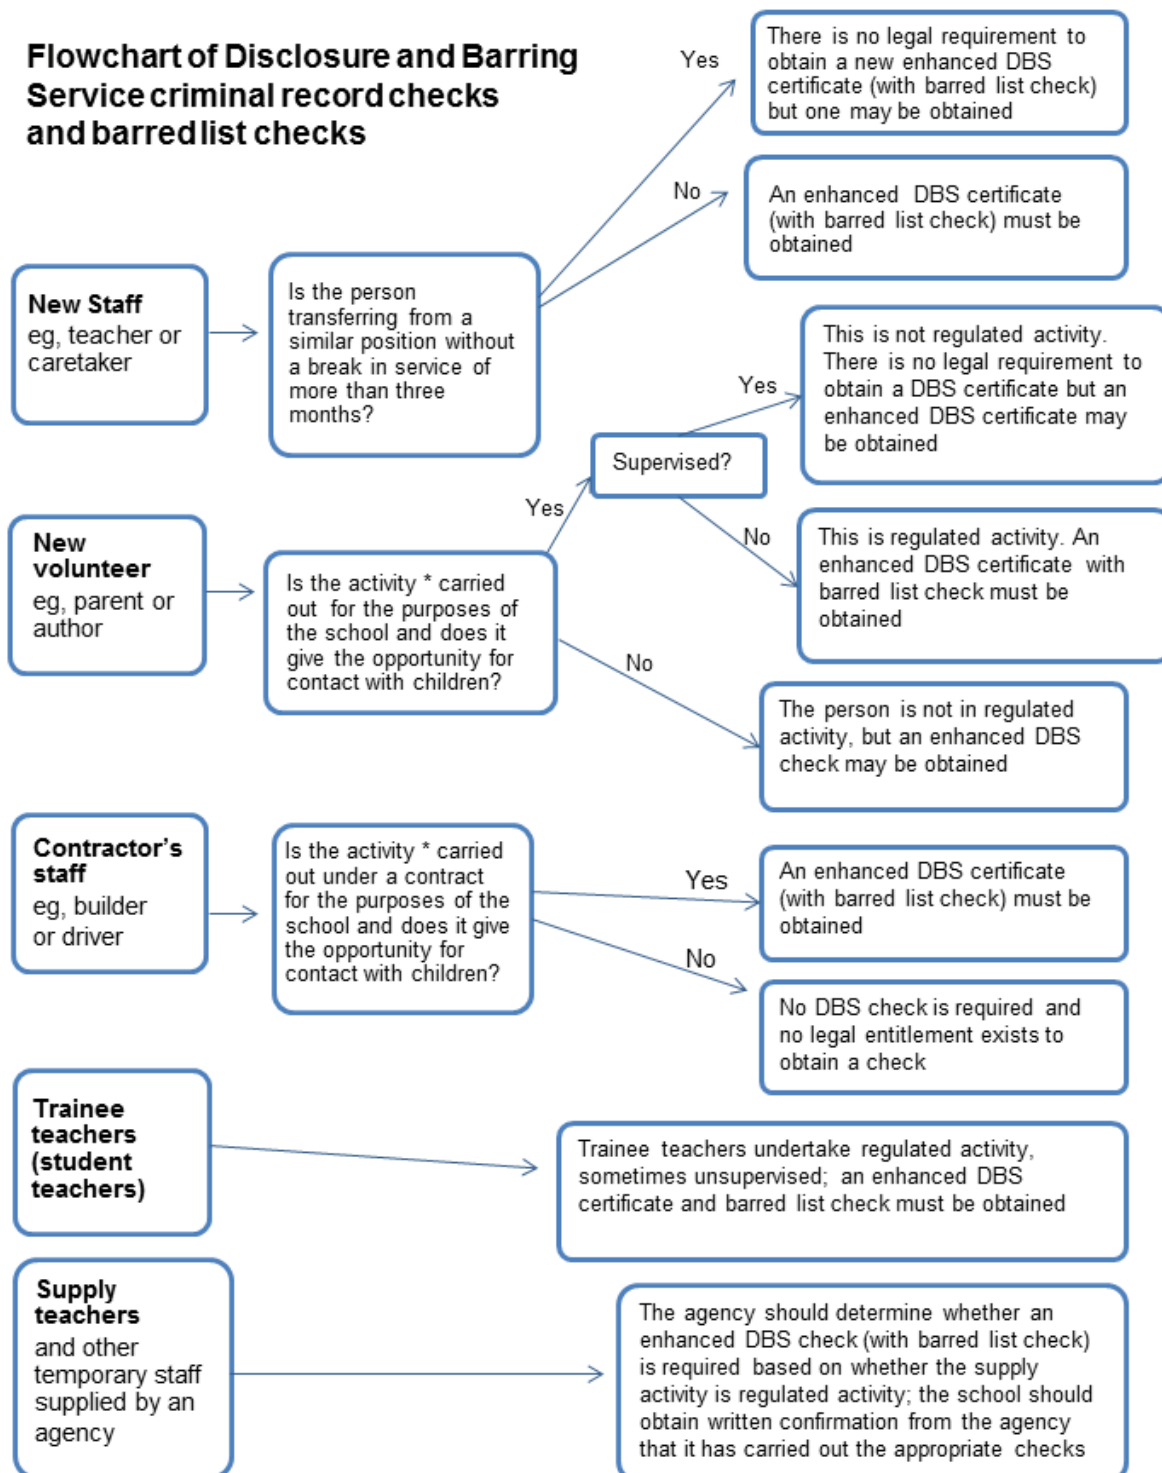 Flowchart of Disclosure and Barring
Service criminal record checks
and barred list checks
Yes
There is no legal requirement to
obtain a new enhanced DBS
certificate (with barred list check)
but one may be obtained
No
An enhanced DBS certificate
(with barred list check) must be
obtained
New Staff
eg, teacher or
caretaker
Is the person
transferring from a
similar position without
a break in service of
more than three
months?
This is not regulated activity.
There is no legal requirement to
obtain a DBS certificate but an
enhanced DBS certificate may
be obtained
Yes
Supervised?
Yes
No
This is regulated activity. An
enhanced DBS certificate with
barred list check must be
obtained
New
volunteer
eg, parent or
author
Is the activity * carried
out for the purposes of
the school and does it
give the opportunity for
contact with children?
No
The person is not in regulated
activity, but an enhanced DBS
check may be obtained
Contractor's
staff
eg, builder
or driver
Is the activity * carried
out under a contract
for the purposes of the
school and does it give
the opportunity for
contact with children?
Yes
An enhanced DBS certificate
(with barred list check) must be
obtained
No
No DBS check is required and
no legal entitlement exists to
obtain a check
Trainee
teachers
(student
teachers)
Trainee teachers undertake regulated activity,
sometimes unsupervised; an enhanced DBS
certificate and barred list check must be obtained
Supply
teachers
and other
temporary staff
supplied by an
agency
The agency should determine whether an
enhanced DBS check (with barred list check)
is required based on whether the supply
activity is regulated activity; the school should
obtain written confirmation from the agency
that it has carried out the appropriate checks